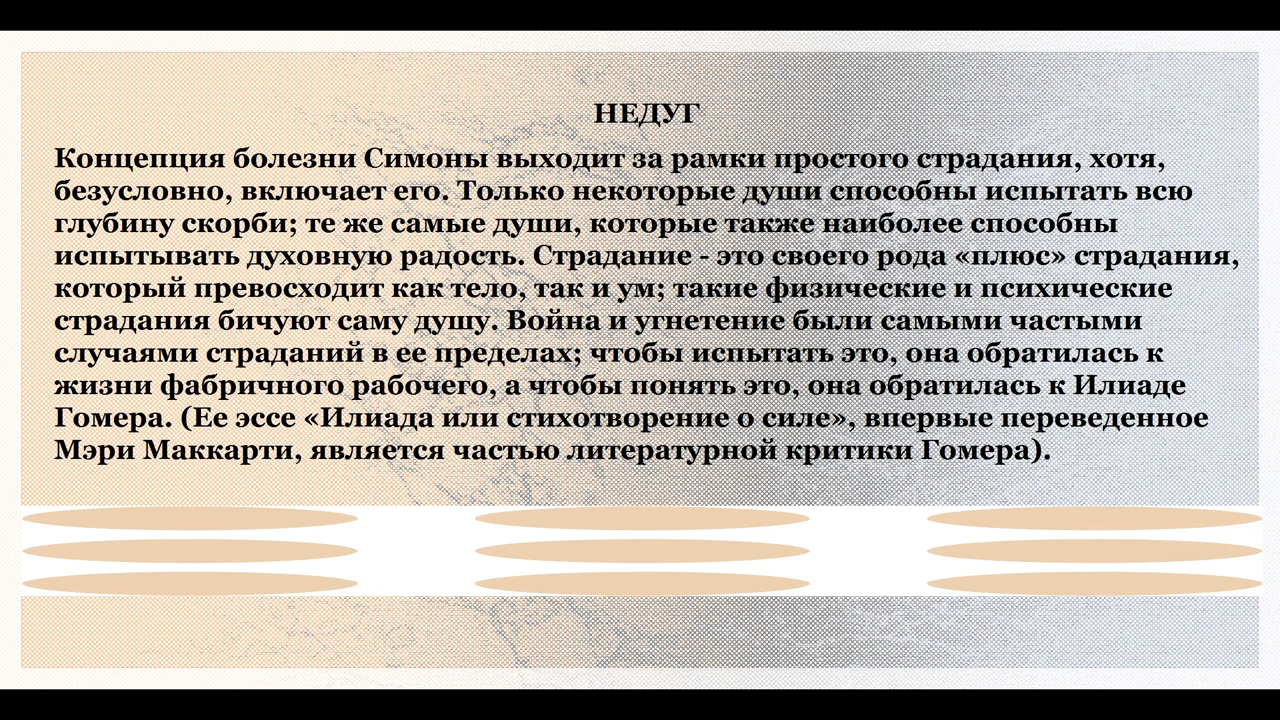 НЕДУГ
Концепция болезни Симоны выходит за рамки простого страдания, хотя,
безусловно, включает его. Только некоторые души способны испытать всю
глубину скорби; те же самые души, которые также наиболее способны
испытывать духовную радость. Страдание - это своего рода «плюс» страдания,
который превосходит как тело, так и ум; такие физические и психические
страдания бичуют саму душу. Война и угнетение были самыми частыми
случаями страданий в ее пределах; чтобы испытать это, она обратилась к
жизни фабричного рабочего, а чтобы понять это, она обратилась к Илиаде
Гомера. (Ее эссе «Илиада или стихотворение о силе», впервые переведенное
Мэри Маккарти, является частью литературной критики Гомера).